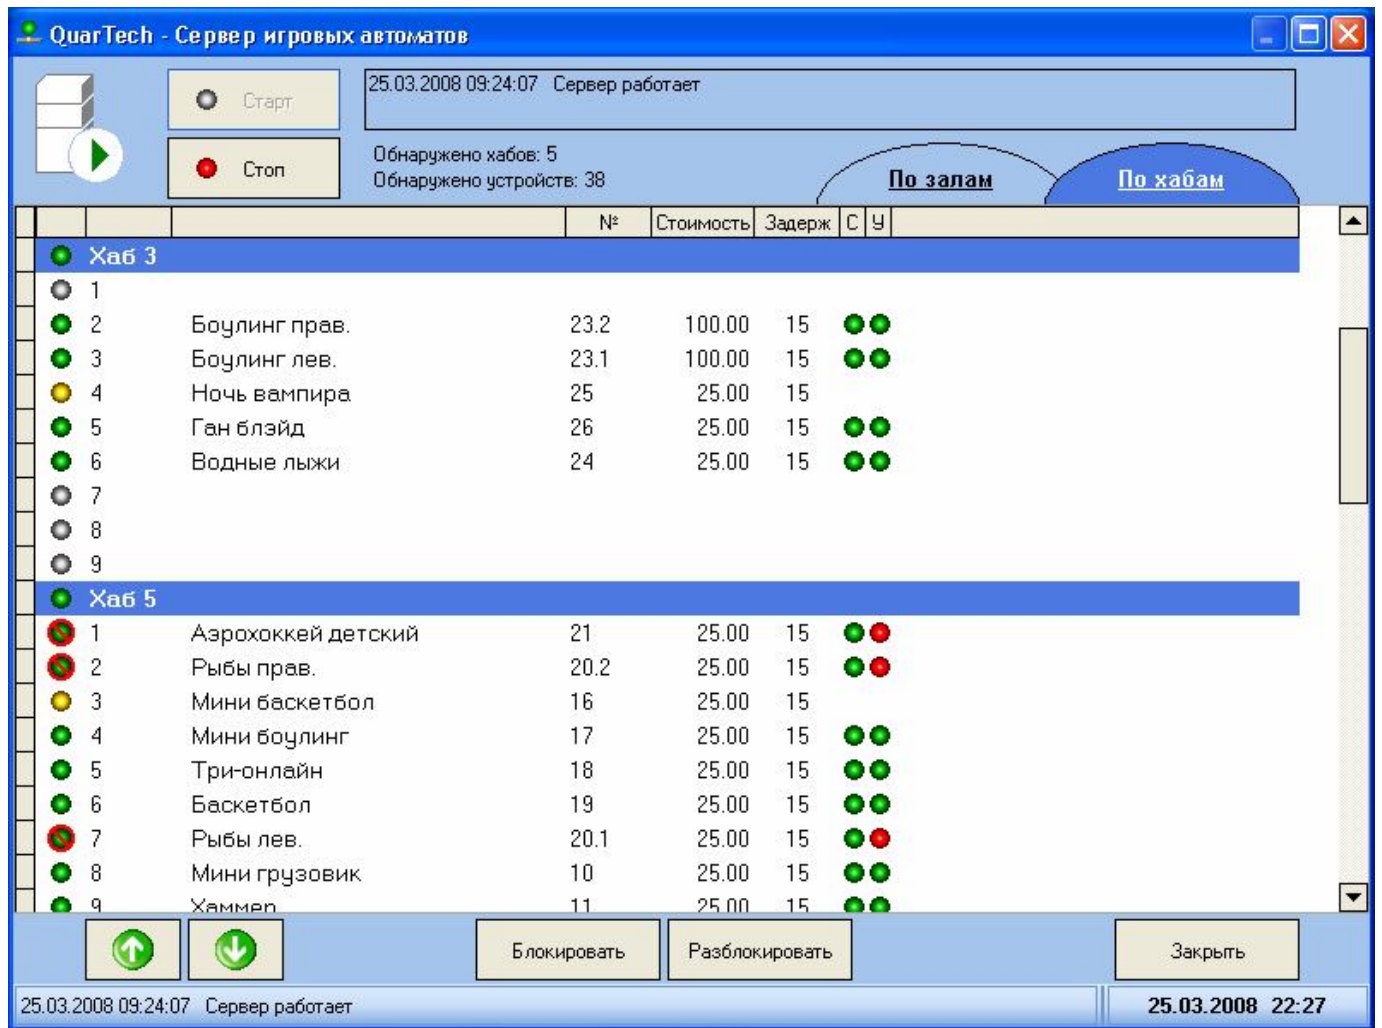 QuarTech - Сервер игровых автоматов
Старт
25.03.2008 09:24:07 Сервер работает
Стоп
Обнаружено хабов: 5
Обнаружено устройств: 38
По залам
По хабам
№ Стоимость Задерж С У
Хаб 3
1
2 Боулинг прав. 23.2 100.00 15
3 Боулинг лев. 23.1 100.00 15
4 Ночь вампира 25 25.00 15
5 Ган блэйд 26 25.00 15
6 Водные лыжи 24 25.00 15
7
8
9
Хаб 5
1 Аэрохоккей детский 21 25.00 15
2 Рыбы прав. 20.2 25.00 15
3 Мини баскетбол 16 25.00 15
4 Мини боулинг 17 25.00 15
5 Три-онлайн 18 25.00 15
6 Баскетбол 19 25.00 15
7 Рыбы лев. 20.1 25.00 15
8 Мини грузовик 10 25.00 15
9 Хаммер 11 25.00 15
Блокировать
Разблокировать
Закрыть
25.03.2008 09:24:07 Сервер работает
25.03.2008 22:27